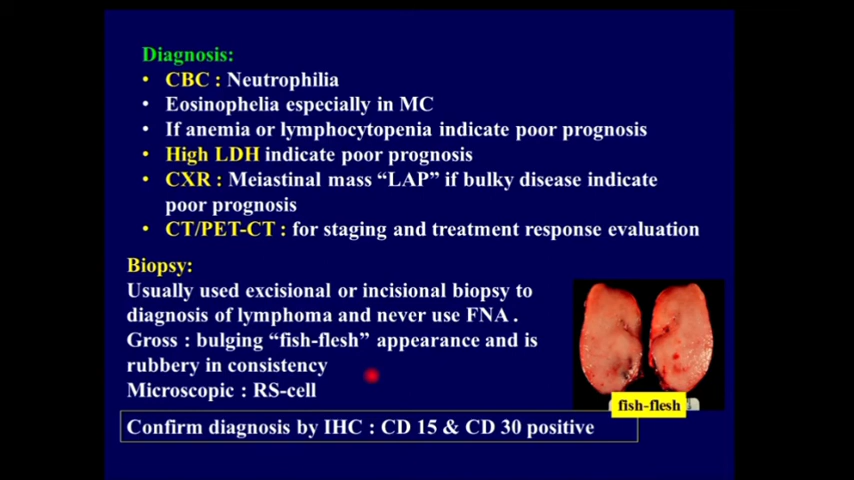 Diagnosis:
• CBC : Neutrophilia
• Eosinophelia especially in MC
• If anemia or lymphocytopenia indicate poor prognosis
• High LDH indicate poor prognosis
• CXR : Meiastinal mass “LAP” if bulky disease indicate
poor prognosis
• CT/PET-CT : for staging and treatment response evaluation
Biopsy:
Usually used excisional or incisional biopsy to
diagnosis of lymphoma and never use FNA .
Gross : bulging “fish-flesh” appearance and is
rubbery in consistency
Microscopic : RS-cell
fish-flesh
Confirm diagnosis by IHC : CD 15 & CD 30 positive